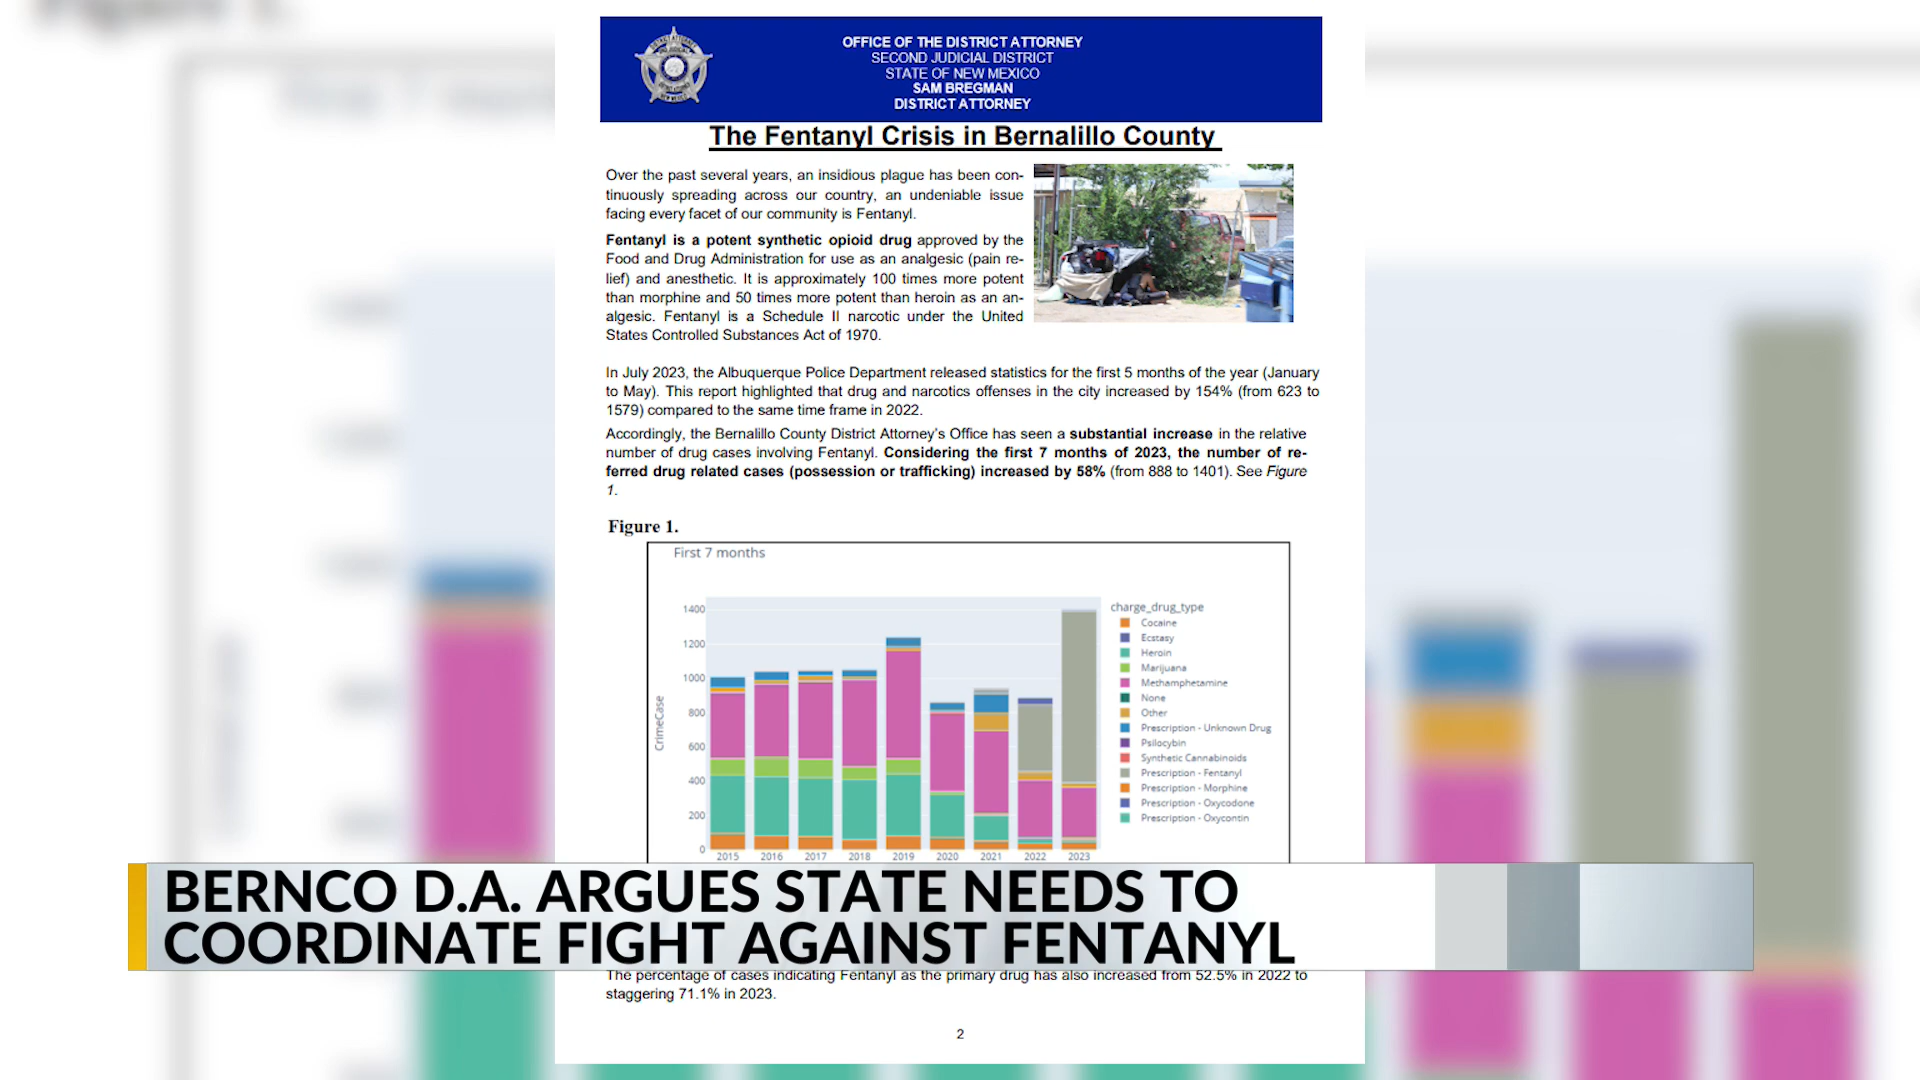 OFFICE OF THE DISTRICT ATTORNEY
SECOND JUDICIAL DISTRICT
STATE OF NEW MEXICO
SAM BREGMAN
DISTRICT ATTORNEY
The Fentanyl Crisis in Bernalillo County
Over the past several years, an insidious plague has been con-
tinuously spreading across our country, an undeniable issue
facing every facet of our community is Fentanyl.
Fentanyl is a potent synthetic opioid drug approved by the
Food and Drug Administration for use as an analgesic (pain re-
lief) and anesthetic. It is approximately 100 times more potent
than morphine and 50 times more potent than heroin as an an-
algesic. Fentanyl is a Schedule II narcotic under the United
States Controlled Substances Act of 1970.
In July 2023, the Albuquerque Police Department released statistics for the first 5 months of the year (January
to May). This report highlighted that drug and narcotics offenses in the city increased by 154% (from 623 to
1579) compared to the same time frame in 2022.
Accordingly, the Bernalillo County District Attorney's Office has seen a substantial increase in the relative
number of drug cases involving Fentanyl. Considering the first 7 months of 2023, the number of re-
ferred drug related cases (possession or trafficking) increased by 58% (from 888 to 1401). See Figure
1.
Figure 1.
First 7 months
CrimeCase
1400
1200
1000
800
600
400
200
0
2015 2016 2017 2018 2019 2020 2021 2022 2023
charge_drug_type
Cocaine
Ecstasy
Heroin
Marijuana
Methamphetamine
None
Other
Prescription - Unknown Drug
Psilocybin
Synthetic Cannabinoids
Prescription - Fentanyl
Prescription - Morphine
Prescription - Oxycodone
Prescription - Oxycontin
BERNCO D.A. ARGUES STATE NEEDS TO
COORDINATE FIGHT AGAINST FENTANYL
The percentage of cases indicating Fentanyl as the primary drug has also increased from 52.5% in 2022 to
staggering 71.1% in 2023.
2